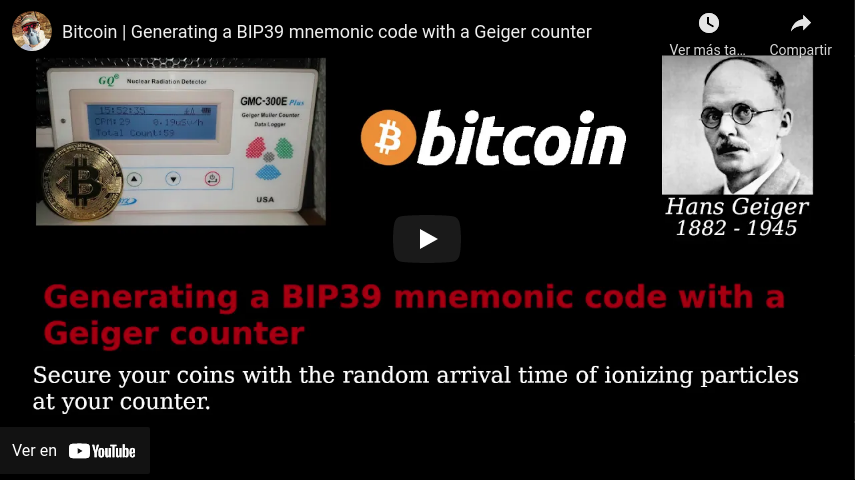 Bitcoin | Generating a BIP39 mnemonic code with a Geiger counter
Ver más ta...
Compartir
GQ® Nuclear Radiation Detector
15:52:35
CPM:29 0.19uSv/h
Total Count:59
GMC-300E Plus
Geiger Muller Counter
Data Logger
USA
bitcoin
Hans Geiger
1882 - 1945
Generating a BIP39 mnemonic code with a
Geiger counter
Secure your coins with the random arrival time of ionizing particles
at your counter.
Ver en YouTube